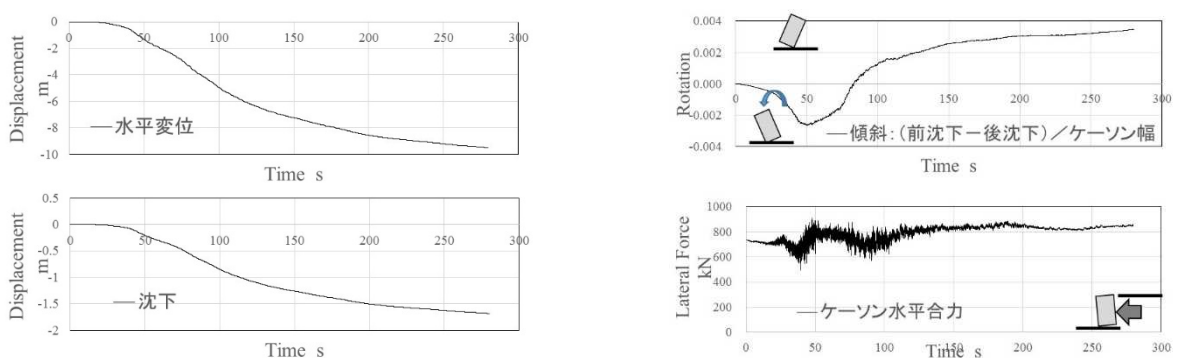 Displacement
m
0
-2
-4
-6
-8
-10
0 50 100 150 200 250 300
水平変位
Time s
Displacement
m
0.5
0
-0.5
-1
-1.5
-2
0 50 100 150 200 250 300
沈下
Time s
Rotation
0.004
0.002
0.000
-0.002
-0.004
0 50 100 150 200 250 300
傾斜：(前沈下－後沈下)／ケーソン幅
Time s
Lateral Force
kN
1000
800
600
400
200
0
0 50 100 150 200 250 300
ケーソン水平合力
Time s